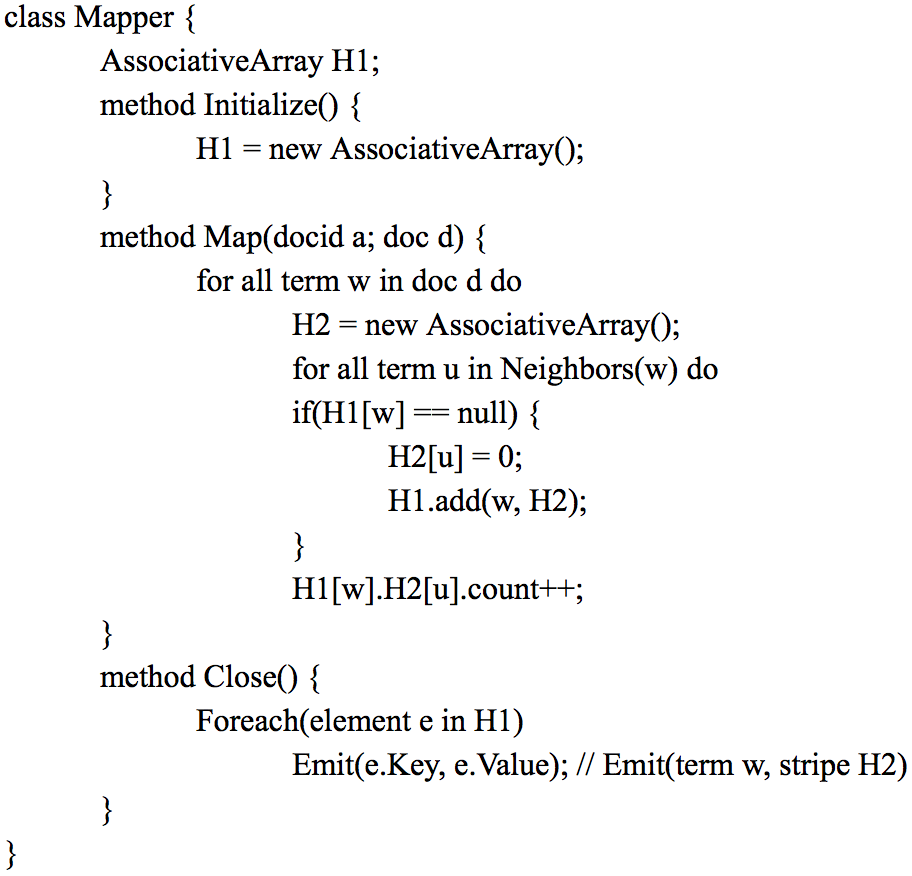 class Mapper {
AssociativeArray H1;
method Initialize() {
H1 = new AssociativeArray();
}
method Map(docid a; doc d) {
for all term w in doc d do
H2 = new AssociativeArray();
for all term u in Neighbors(w) do
if(H1[w] == null) {
H2[u] = 0;
H1.add(w, H2);
}
H1[w].H2[u].count++;
}
method Close() {
Foreach(element e in H1)
Emit(e.Key, e.Value); // Emit(term w, stripe H2)
}
}